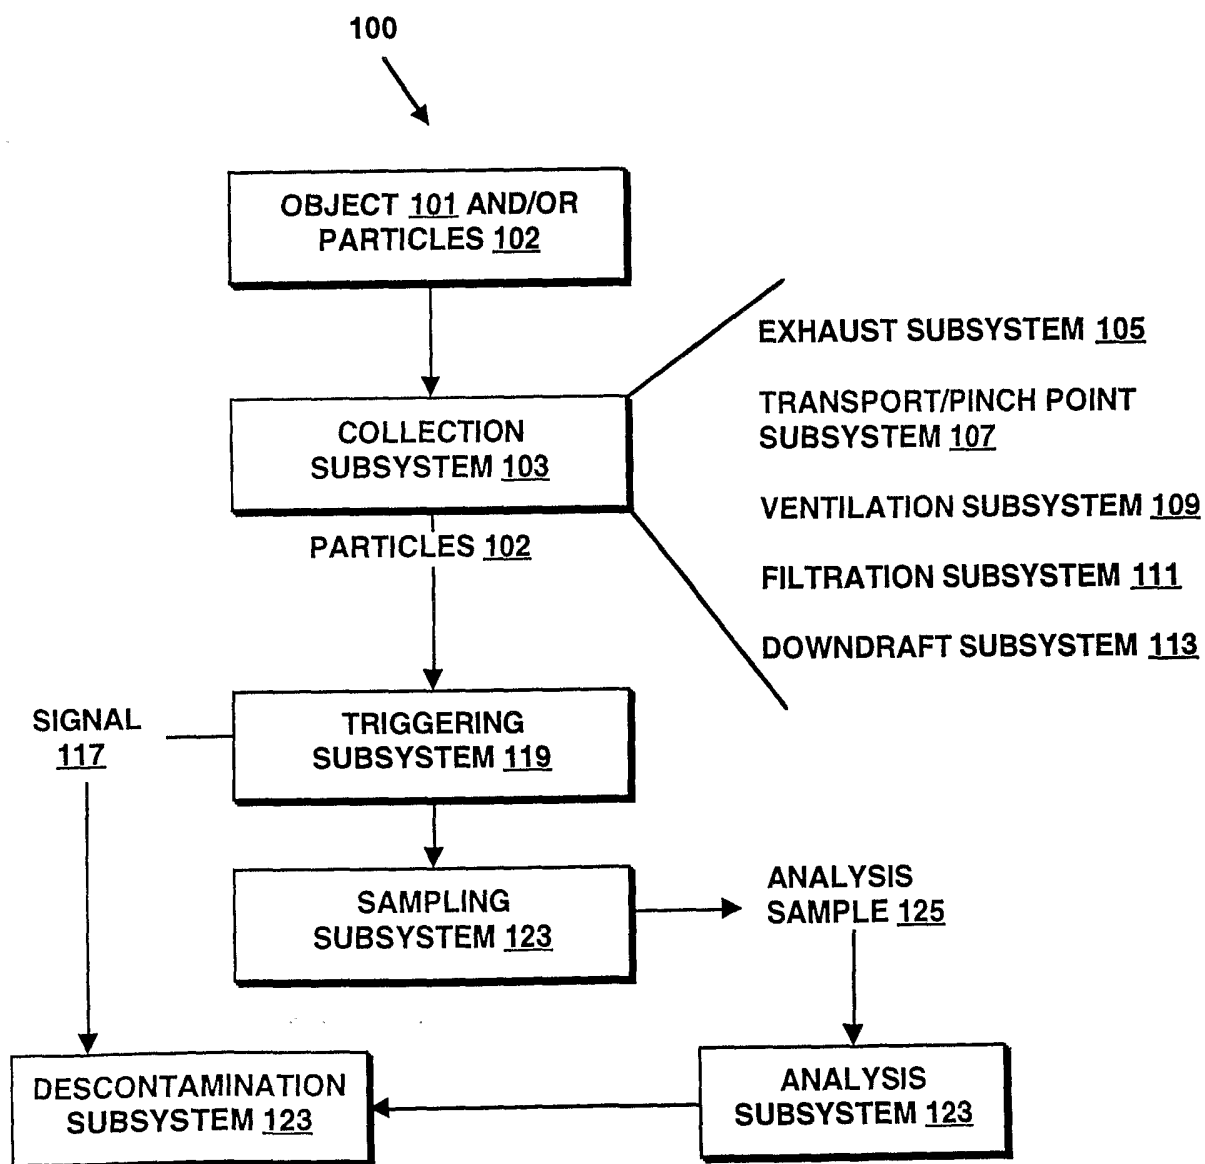 100
OBJECT 101 AND/OR
PARTICLES 102
COLLECTION
SUBSYSTEM 103
EXHAUST SUBSYSTEM 105
TRANSPORT/PINCH POINT
SUBSYSTEM 107
VENTILATION SUBSYSTEM 109
FILTRATION SUBSYSTEM 111
DOWNDRAFT SUBSYSTEM 113
PARTICLES 102
SIGNAL
117
TRIGGERING
SUBSYSTEM 119
SAMPLING
SUBSYSTEM 123
ANALYSIS
SAMPLE 125
DESCONTAMINATION
SUBSYSTEM 123
ANALYSIS
SUBSYSTEM 123